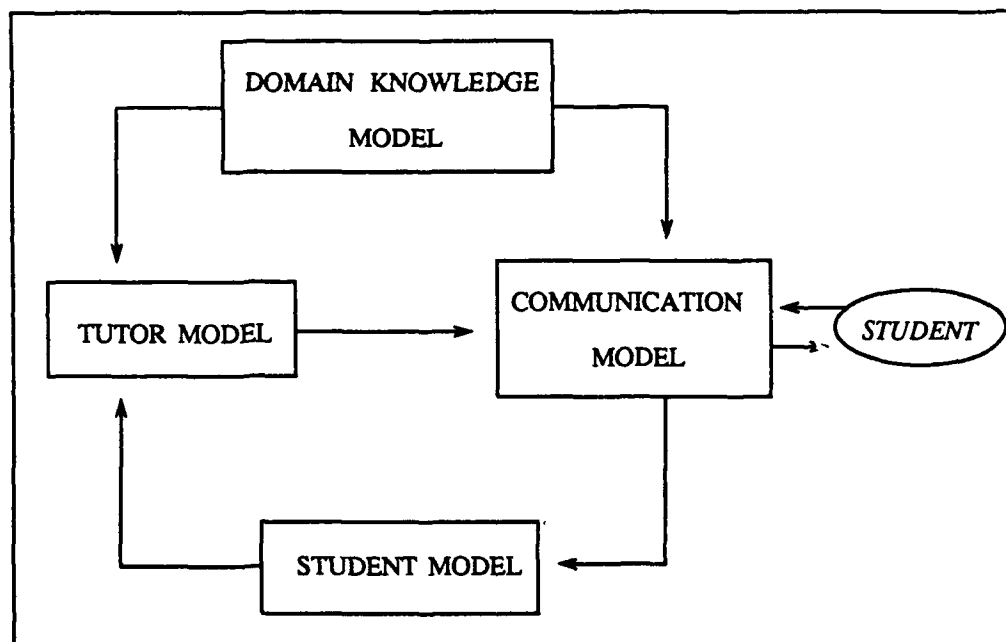 DOMAIN KNOWLEDGE
MODEL
TUTOR MODEL
COMMUNICATION
MODEL
STUDENT
STUDENT MODEL